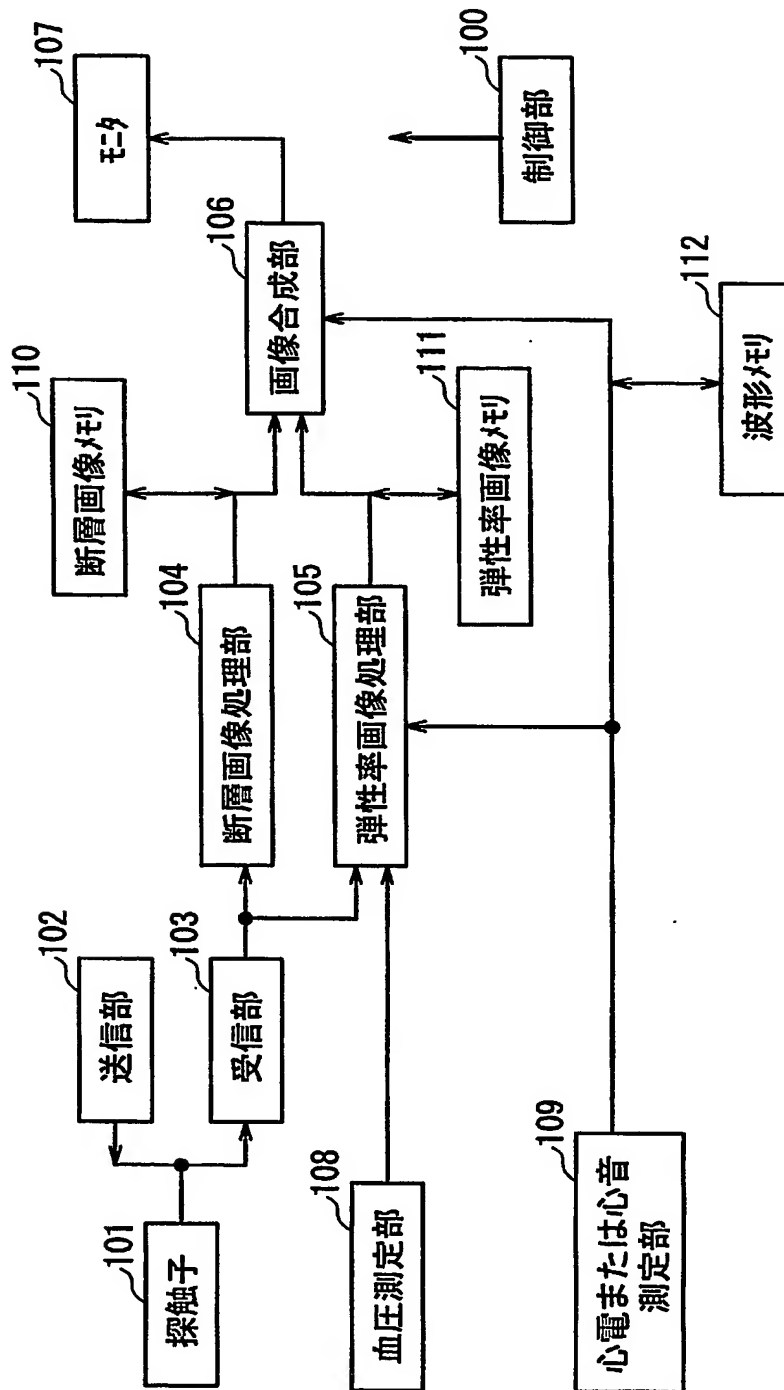 101
探触子
102
送信部
103
受信部
104
断層画像処理部
105
弾性率画像処理部
106
画像合成部
107
モニタ
108
血圧測定部
109
心電または心音
測定部
110
断層画像メモリ
111
弾性率画像メモリ
112
波形メモリ
100
制御部